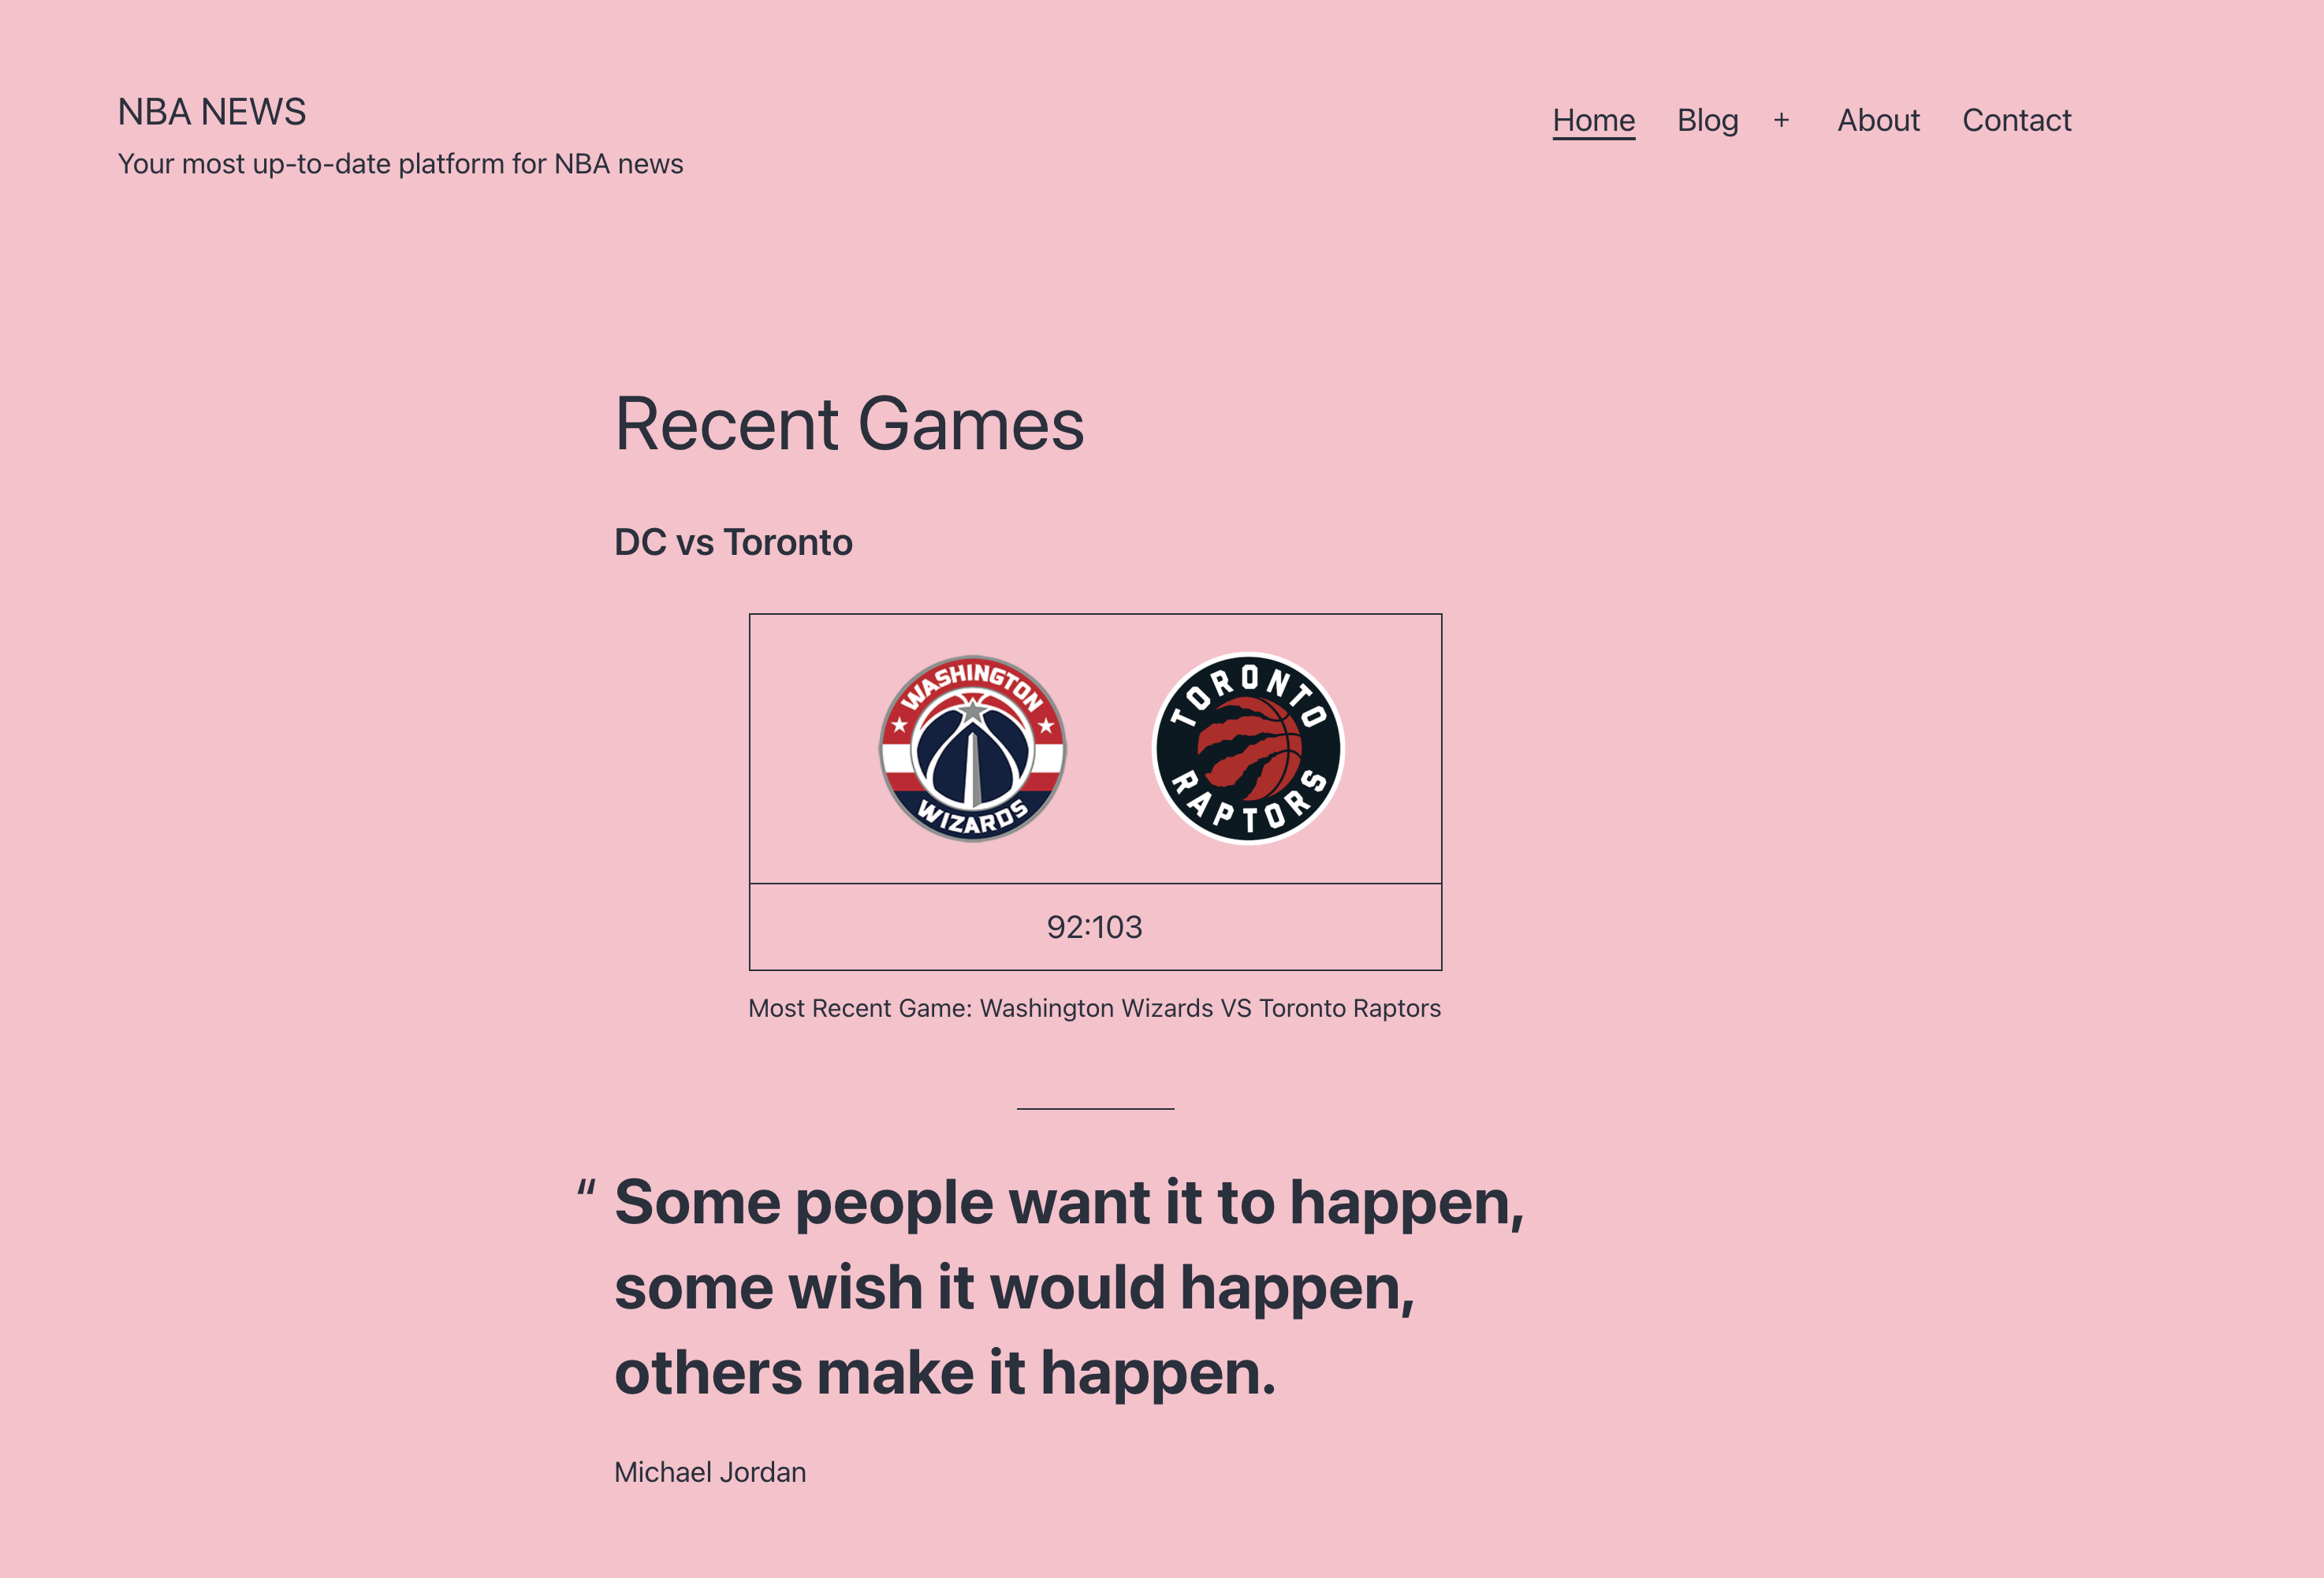 NBA NEWS
Your most up-to-date platform for NBA news
Home Blog + About Contact
Recent Games
DC vs Toronto
WASHINGTON
WIZARDS
TORONTO
RAPTORS
92:103
Most Recent Game: Washington Wizards VS Toronto Raptors
“ Some people want it to happen,
some wish it would happen,
others make it happen.
Michael Jordan